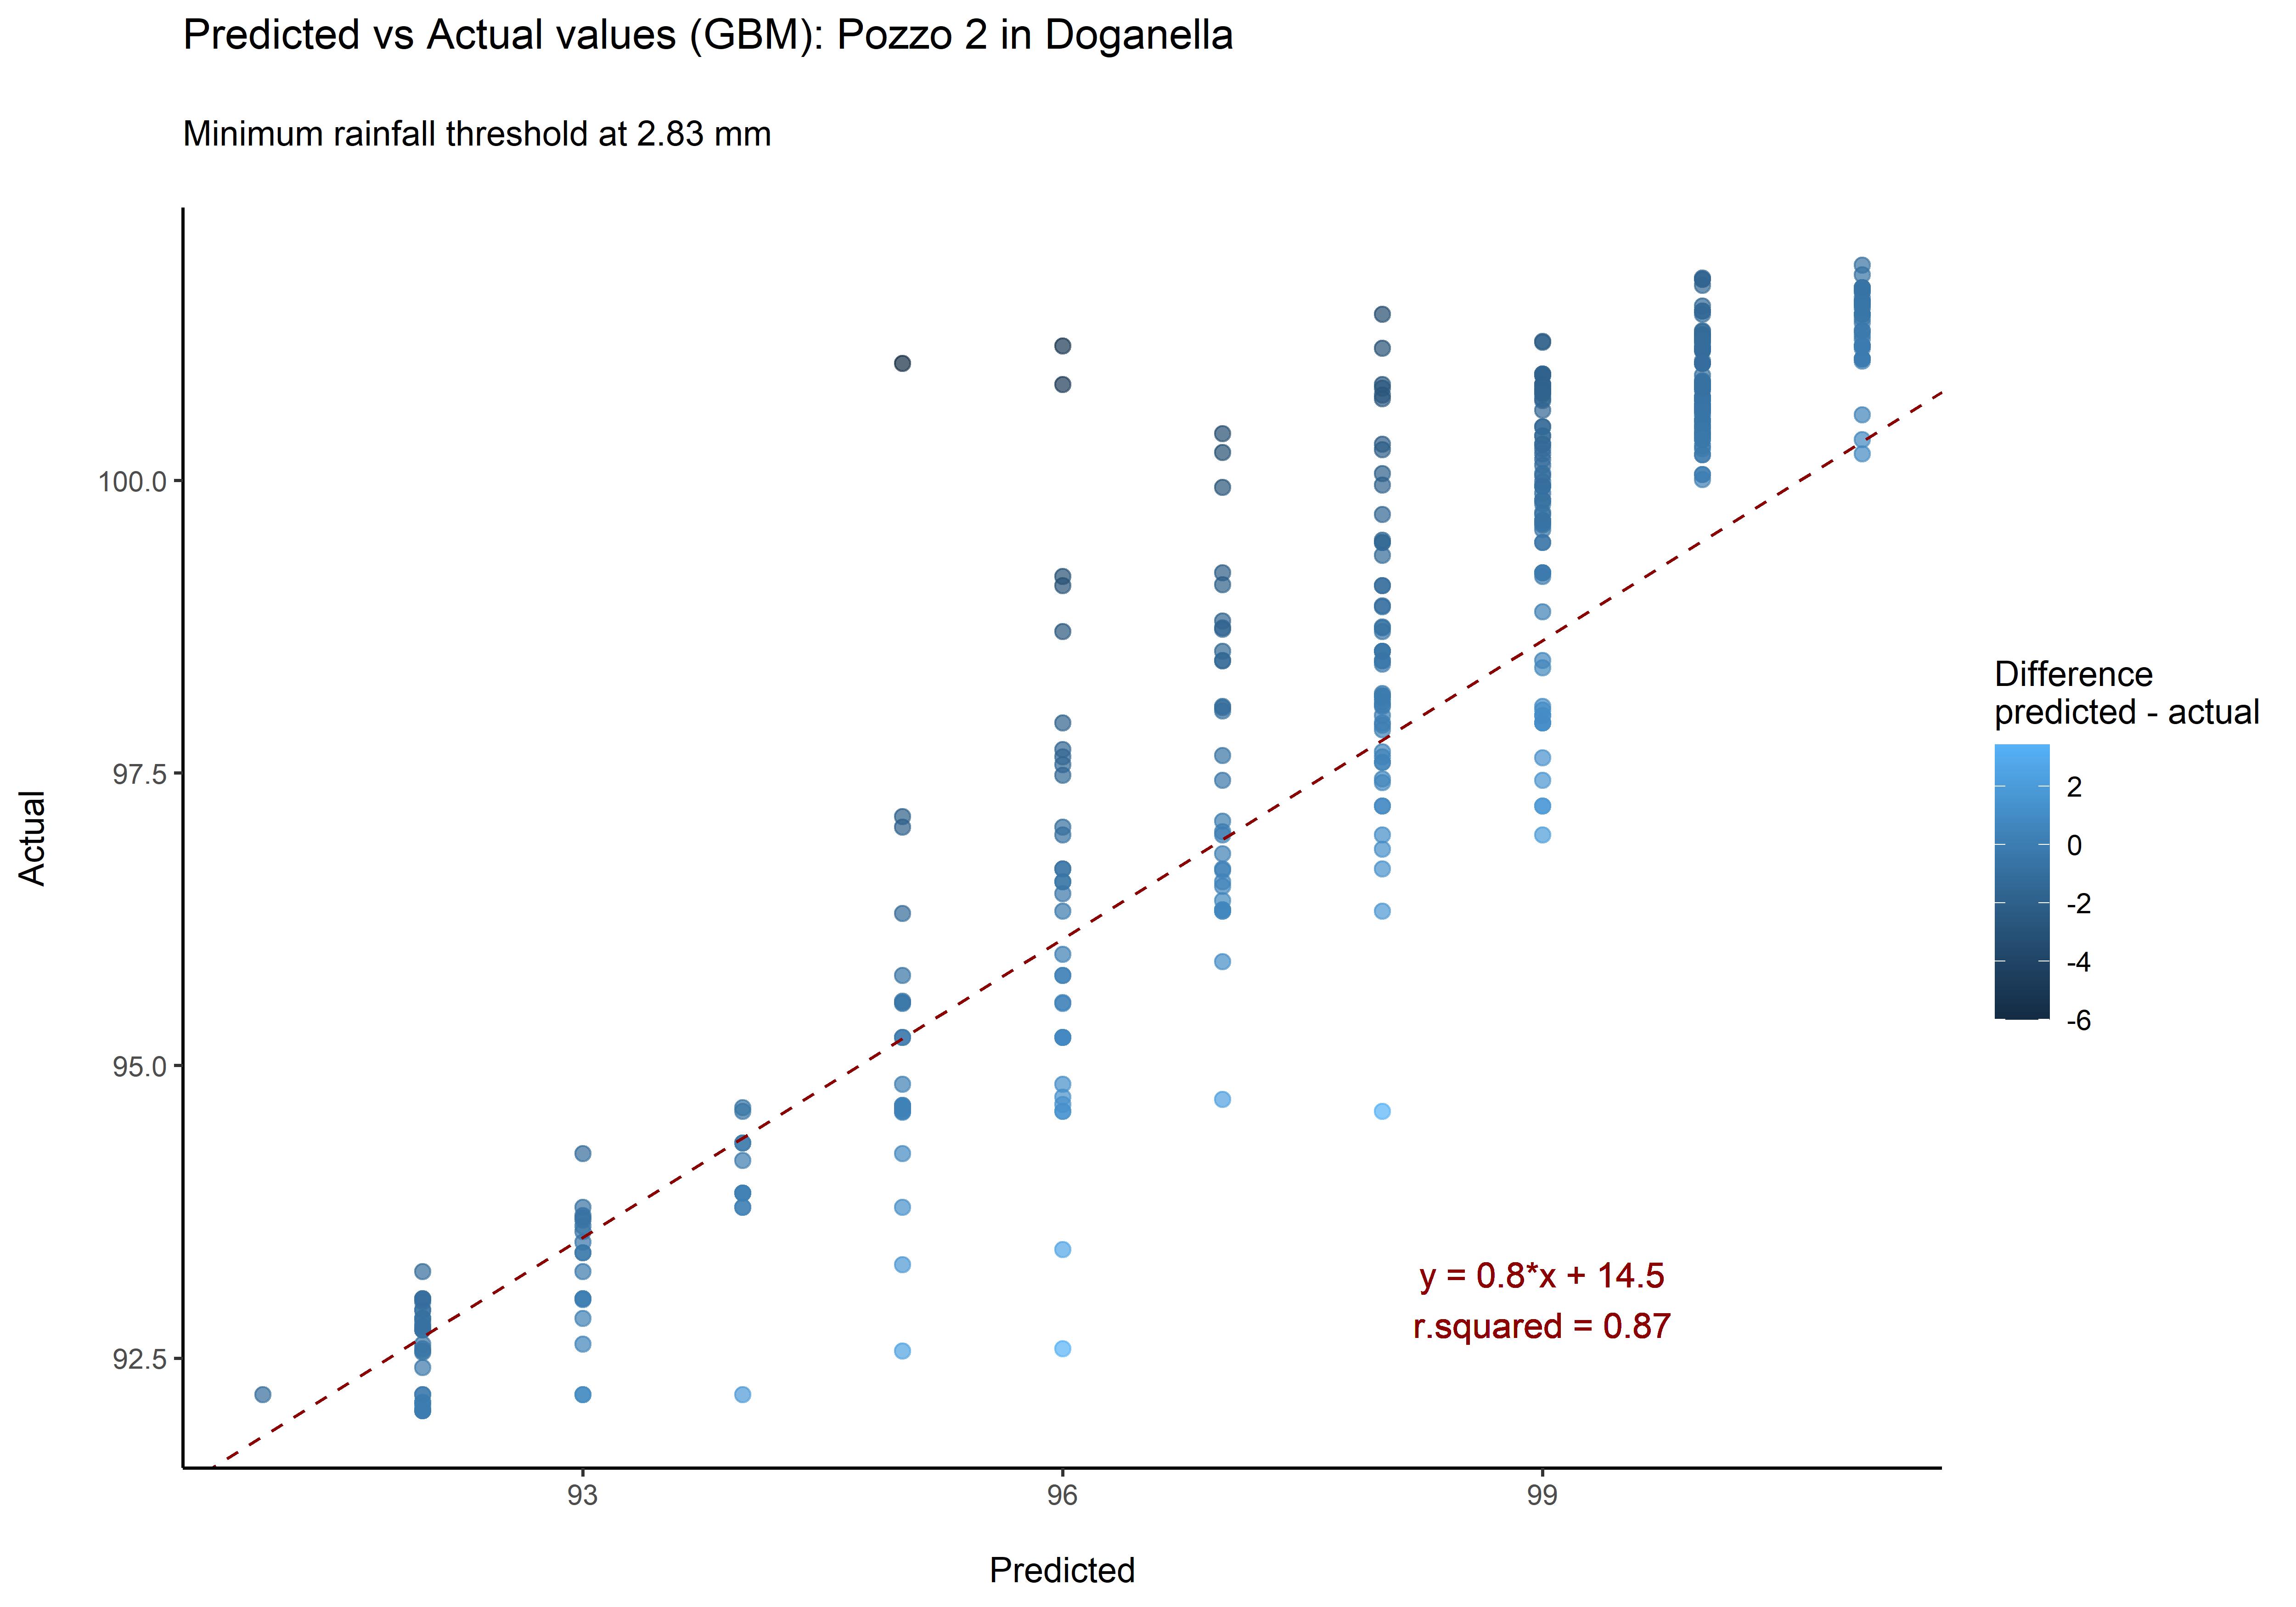 Predicted vs Actual values (GBM): Pozzo 2 in Doganella
Minimum rainfall threshold at 2.83 mm
Actual
100.0
97.5
95.0
92.5
y = 0.8*x + 14.5
r.squared = 0.87
93
96
99
Predicted
Difference
predicted - actual
2
0
-2
-4
-6